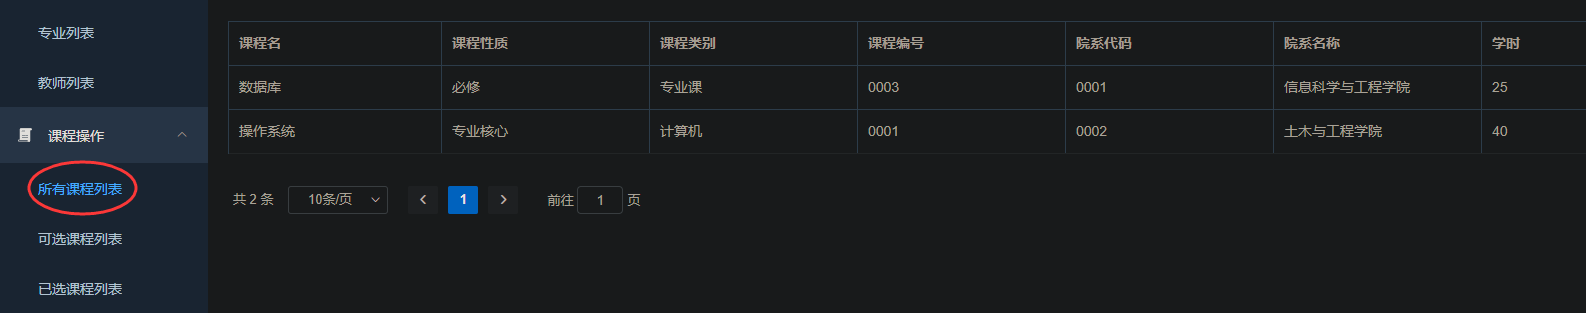 专业列表
教师列表
课程操作
所有课程列表
可选课程列表
已选课程列表
课程名 课程性质 课程类别 课程编号 院系代码 院系名称 学时
数据库 必修 专业课 0003 0001 信息科学与工程学院 25
操作系统 专业核心 计算机 0001 0002 土木与工程学院 40
共 2 条 10条/页 1 前往 1 页